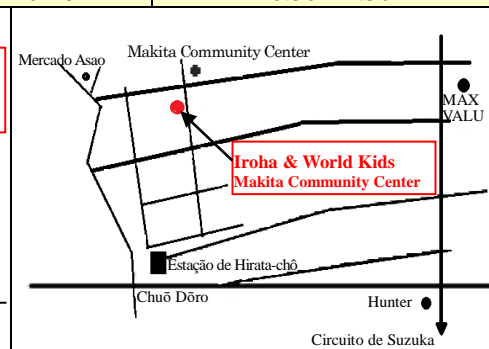 Makita Community Center
Mercado Asao
MAX
VALU
Iroha & World Kids
Makita Community Center
Estação de Hirata-chô
Chuō Dōro
Hunter
Circuito de Suzuka